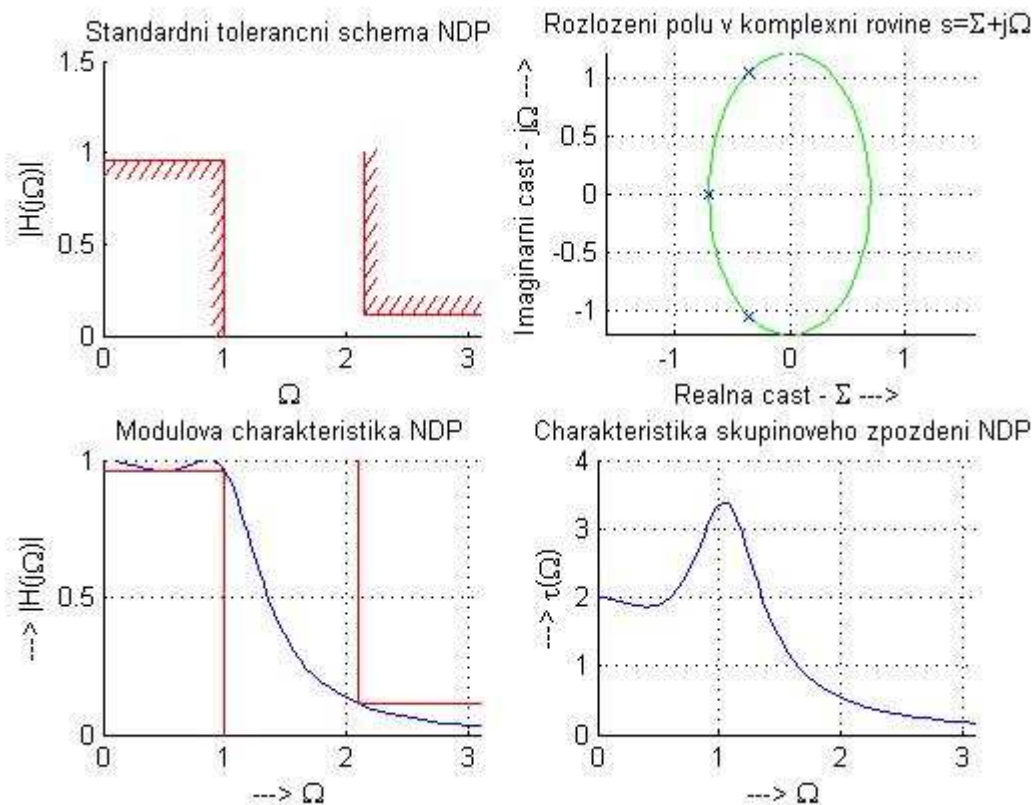 Standardni tolerancni schema NDP
1.5
1
0.5
0
|H(jΩ)|
0 1 2 3
Ω
Rozlozeni polu v komplexni rovine s=Σ+jΩ
1
0.5
0
-0.5
-1
Imaginarni cast - jΩ --->
-1 0 1
Realna cast - Σ --->
Modulova charakteristika NDP
1
0.5
0
---> |H(jΩ)|
0 1 2 3
---> Ω
Charakteristika skupinoveho zpozdeni NDP
4
3
2
1
0
---> τ(Ω)
0 1 2 3
---> Ω